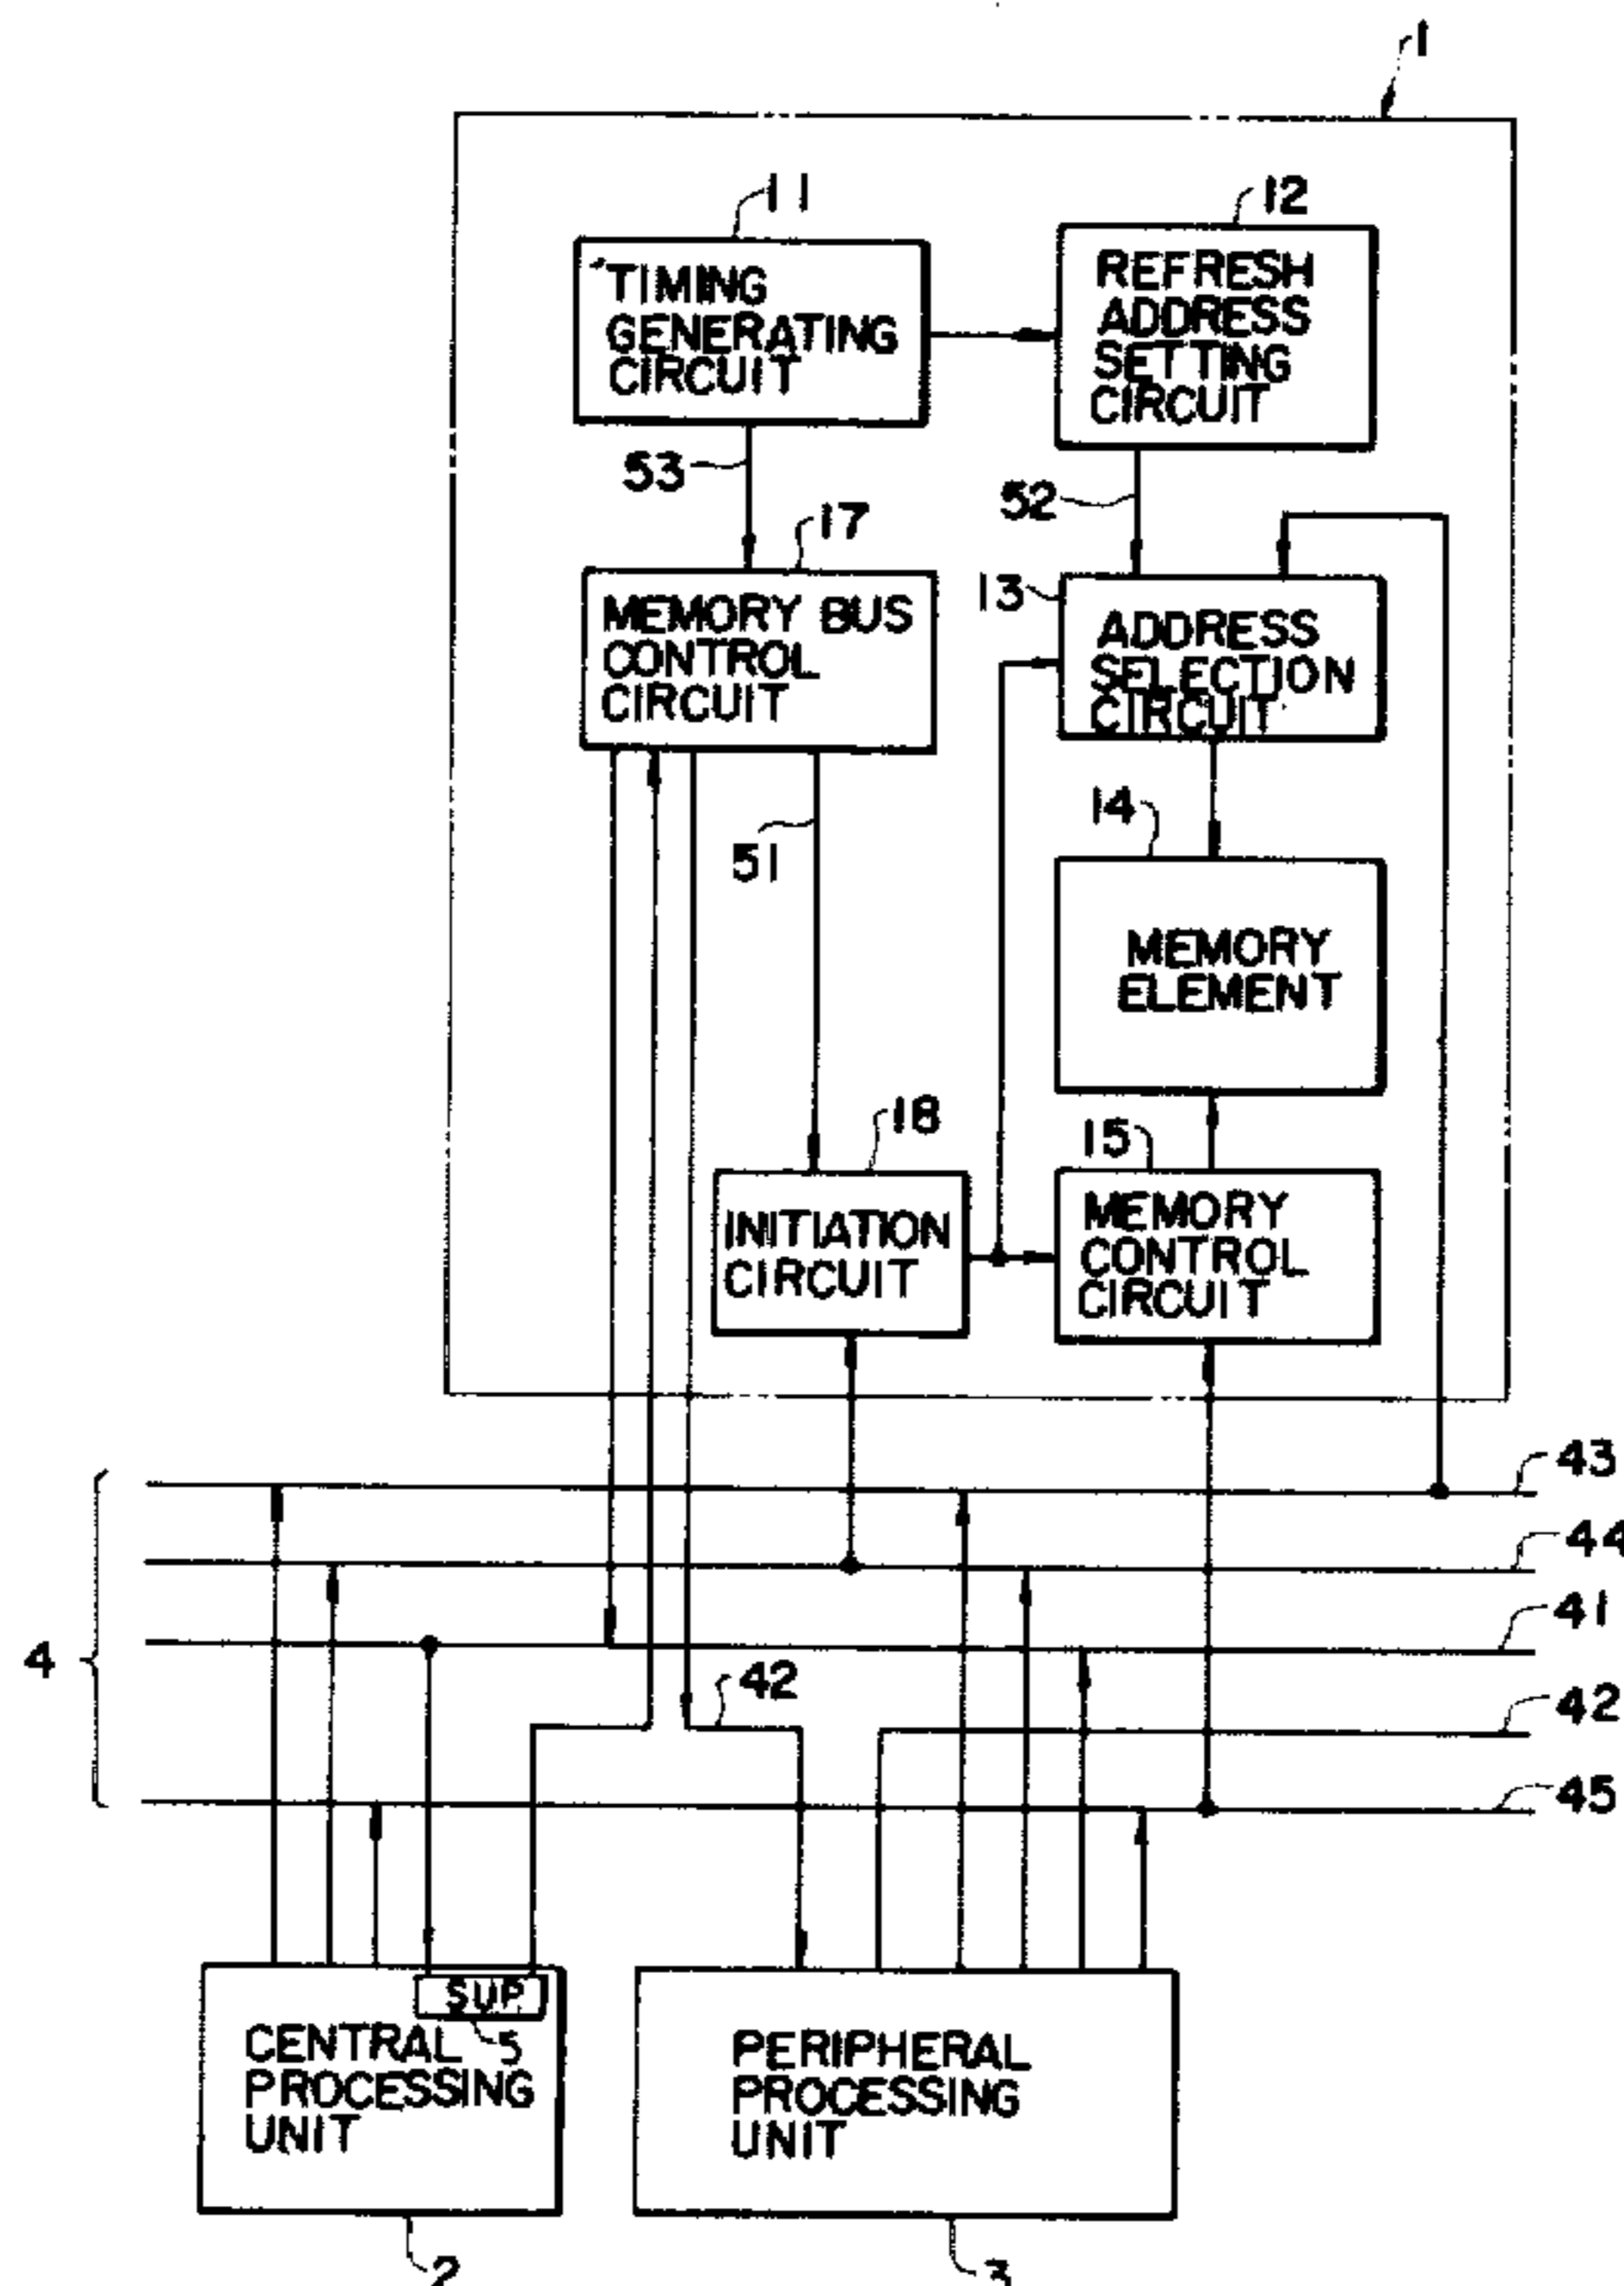 1
11
TIMING
GENERATING
CIRCUIT
12
REFRESH
ADDRESS
SETTING
CIRCUIT
53
52
17
MEMORY BUS
CONTROL
CIRCUIT
13
ADDRESS
SELECTION
CIRCUIT
51
14
MEMORY
ELEMENT
18
INITIATION
CIRCUIT
15
MEMORY
CONTROL
CIRCUIT
43
44
41
4
42
42
45
SUP
5
CENTRAL
PROCESSING
UNIT
PERIPHERAL
PROCESSING
UNIT
2
3